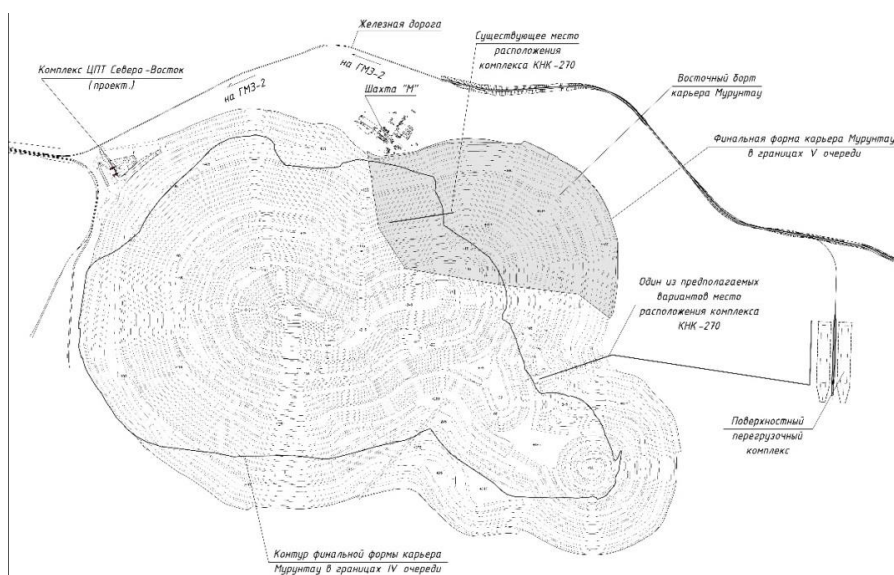 Железная дорога
Существующее место
расположения
комплекса КНК-270
Комплекс ЦПТ Севера-Восток
(проект.)
на ГМЗ-2
на ГМЗ-2
Шахта "М"
Восточный борт
карьера Мурунтау
Финальная форма карьера Мурунтау
в границах V очереди
Один из предполагаемых
вариантов место
расположения комплекса
КНК-270
Поверхностный
перегрузочный
комплекс
Контур финальной формы карьера
Мурунтау в границах IV очереди